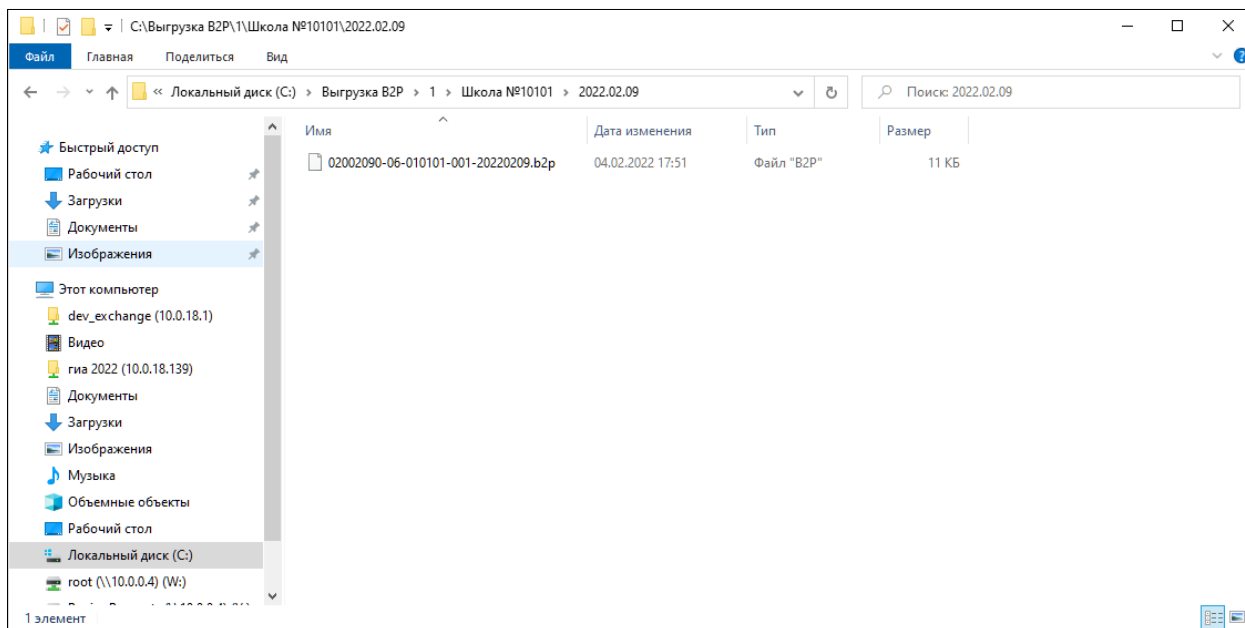 C:\Выгрузка B2P\1\Школа №10101\2022.02.09
Файл Главная Поделиться Вид
« Локальный диск (C:) › Выгрузка B2P › 1 › Школа №10101 › 2022.02.09 Поиск: 2022.02.09
Имя Дата изменения Тип Размер
02002090-06-010101-001-20220209.b2p 04.02.2022 17:51 Файл "B2P" 11 КБ
Быстрый доступ
Рабочий стол
Загрузки
Документы
Изображения
Этот компьютер
dev_exchange (10.0.18.1)
Видео
гиа 2022 (10.0.18.139)
Документы
Загрузки
Изображения
Музыка
Объемные объекты
Рабочий стол
Локальный диск (C:)
root (\\10.0.0.4) (W:)
1 элемент